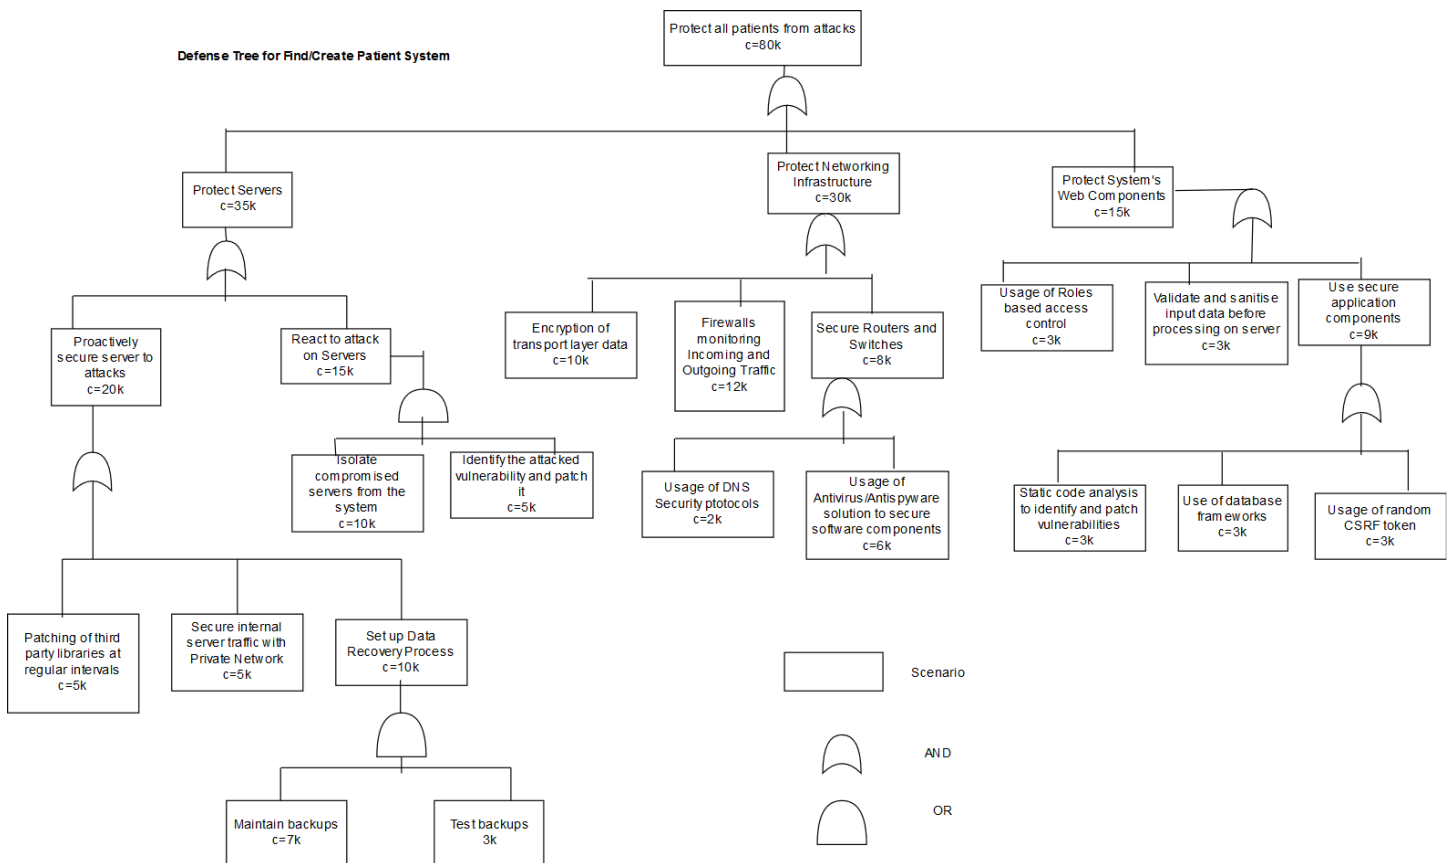 Defense Tree for Find/Create Patient System
Protect all patients from attacks
c=80k
Protect Servers
c=35k
Protect Networking
Infrastructure
c=30k
Protect System's
Web Components
c=15k
Proactively
secure server to
attacks
c=20k
React to attack
on Servers
c=15k
Encryption of
transport layer data
c=10k
Firewalls
monitoring
Incoming and
Outgoing Traffic
c=12k
Secure Routers and
Switches
c=8k
Usage of Roles
based access
control
c=3k
Validate and sanitise
input data before
processing on server
c=3k
Use secure
application
components
c=9k
Isolate
compromised
servers from the
system
c=10k
Identify the attacked
vulnerability and patch
it
c=5k
Usage of DNS
Security ptotocols
c=2k
Usage of
Antivirus/Antispyware
solution to secure
software components
c=6k
Static code analysis
to identify and patch
vulnerabilities
c=3k
Use of database
frameworks
c=3k
Usage of random
CSRF token
c=3k
Patching of third
party libraries at
regular intervals
c=5k
Secure internal
server traffic with
Private Network
c=5k
Set up Data
Recovery Process
c=10k
Maintain backups
c=7k
Test backups
3k
Scenario
AND
OR